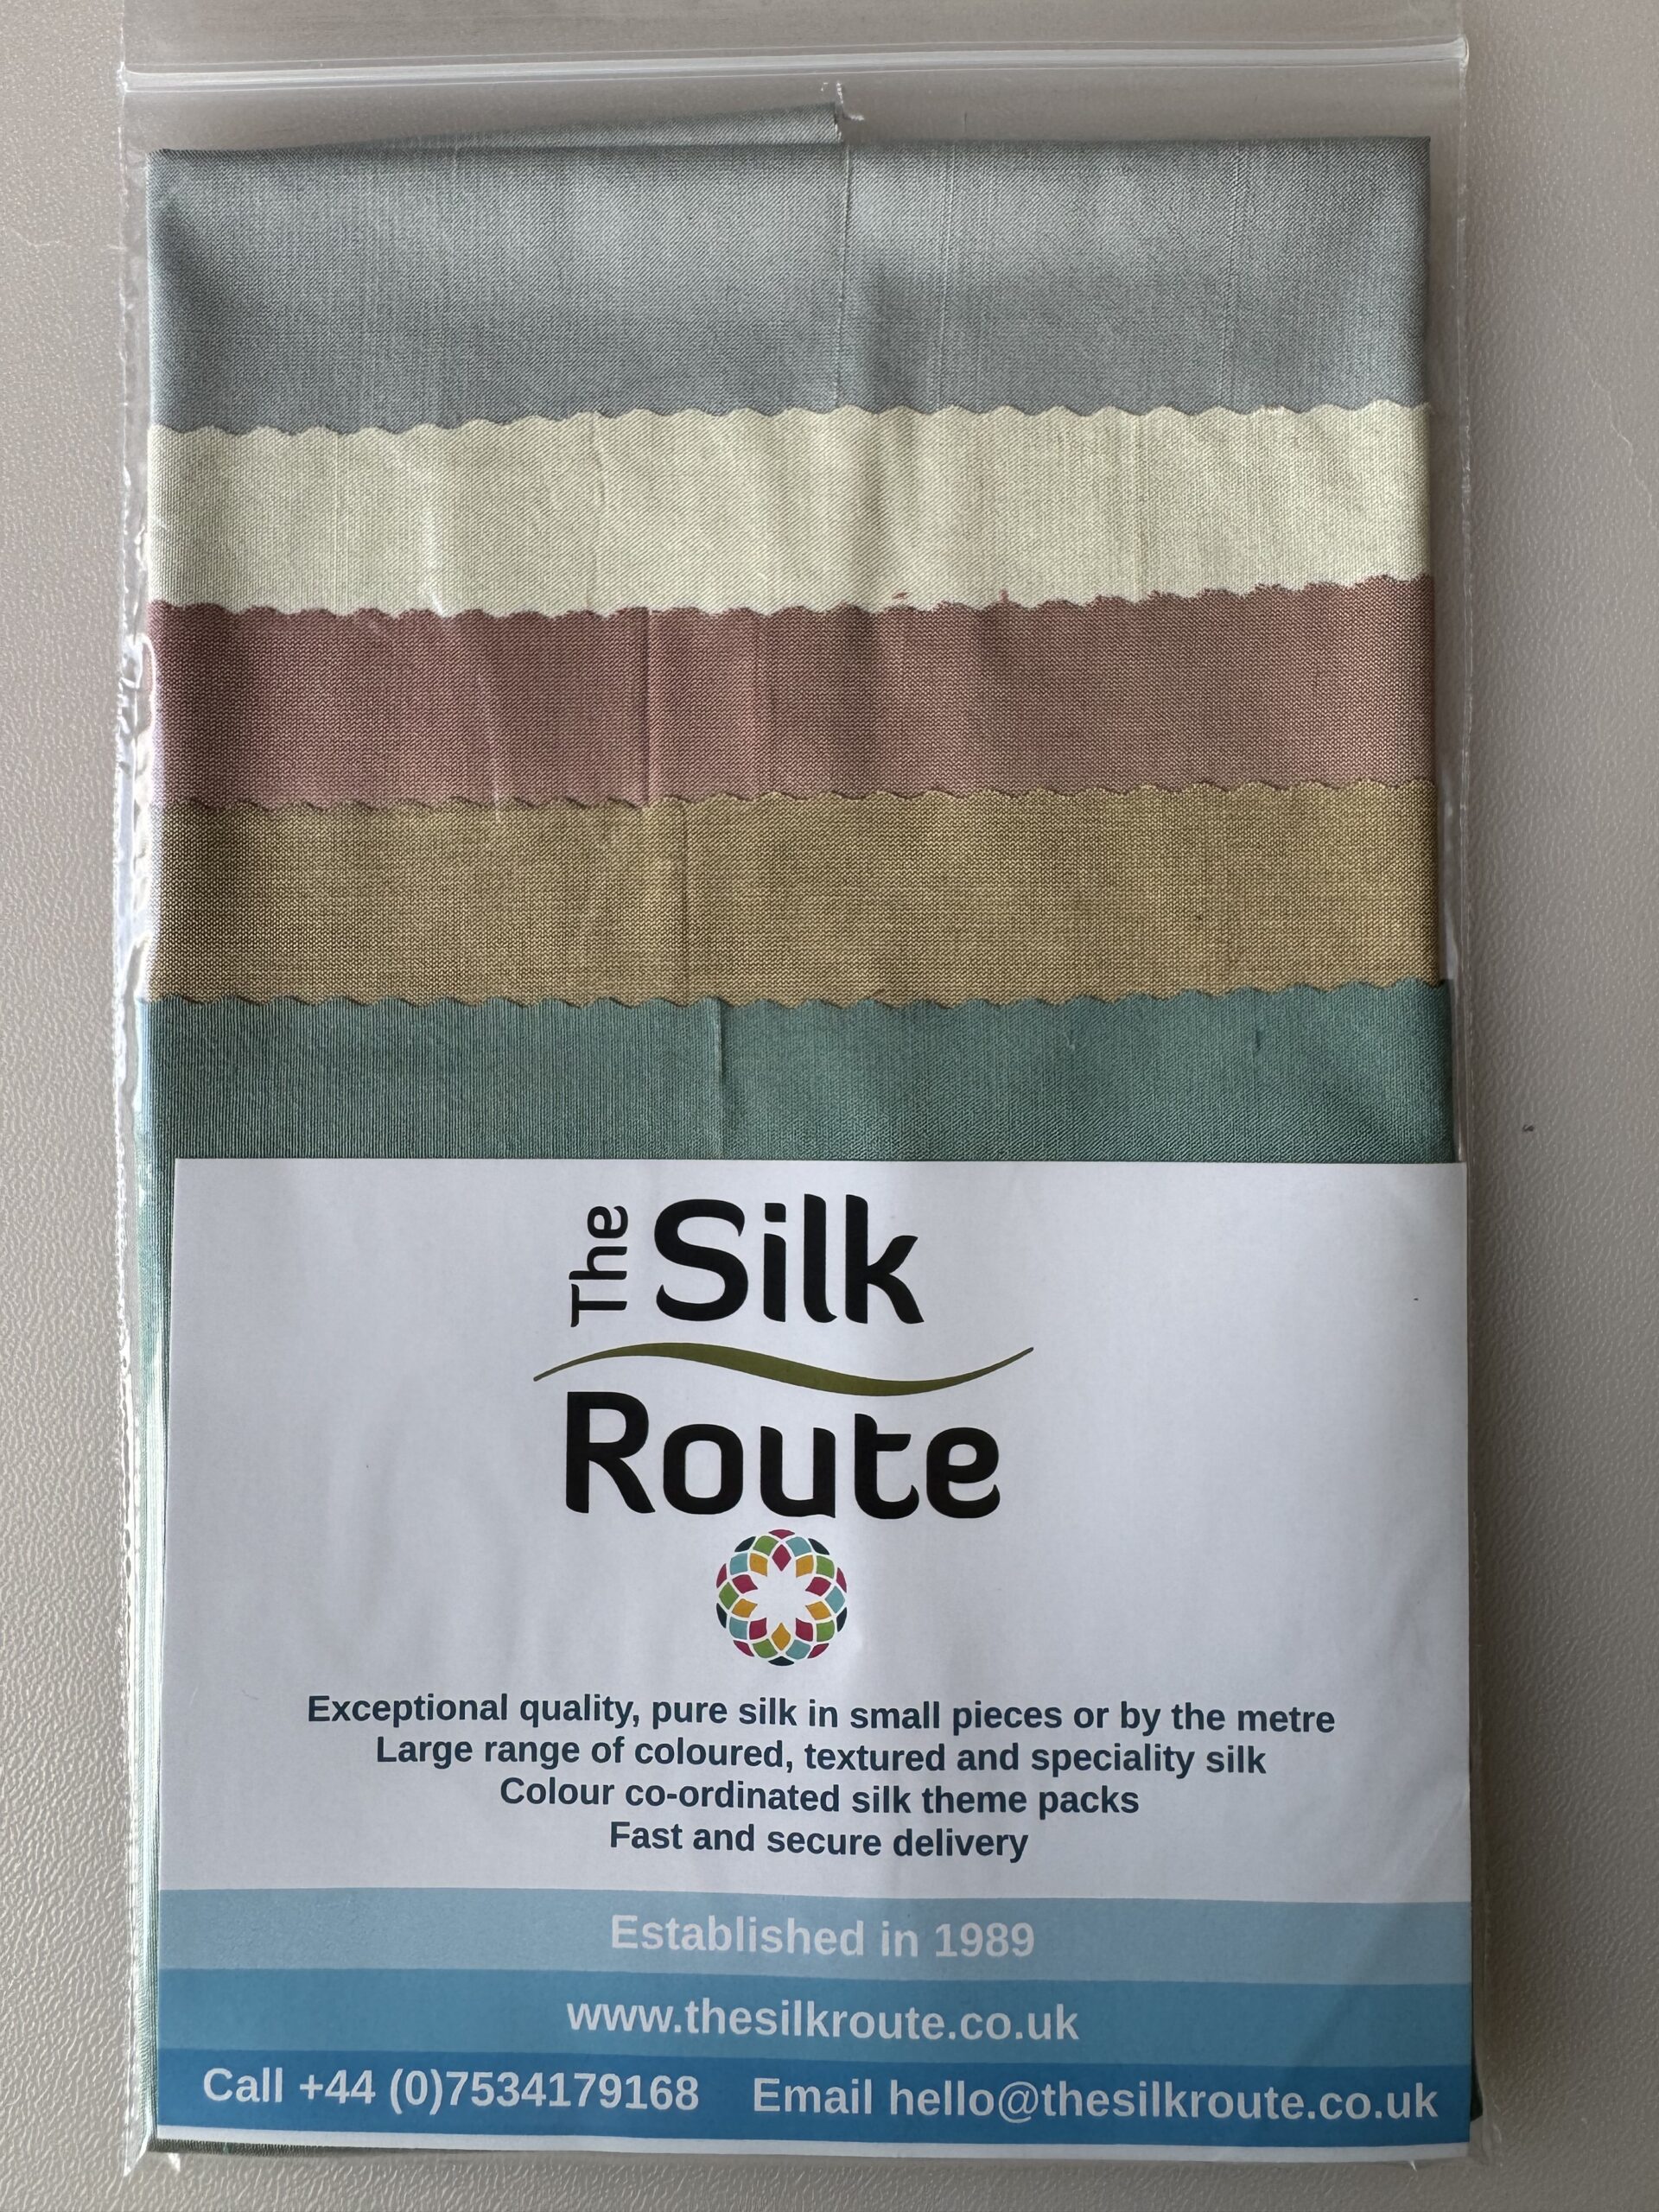 The Silk
Route
Exceptional quality, pure silk in small pieces or by the metre
Large range of coloured, textured and speciality silk
Colour co-ordinated silk theme packs
Fast and secure delivery
Established in 1989
www.thesilkroute.co.uk
Call +44 (0)7534179168 Email hello@thesilkroute.co.uk